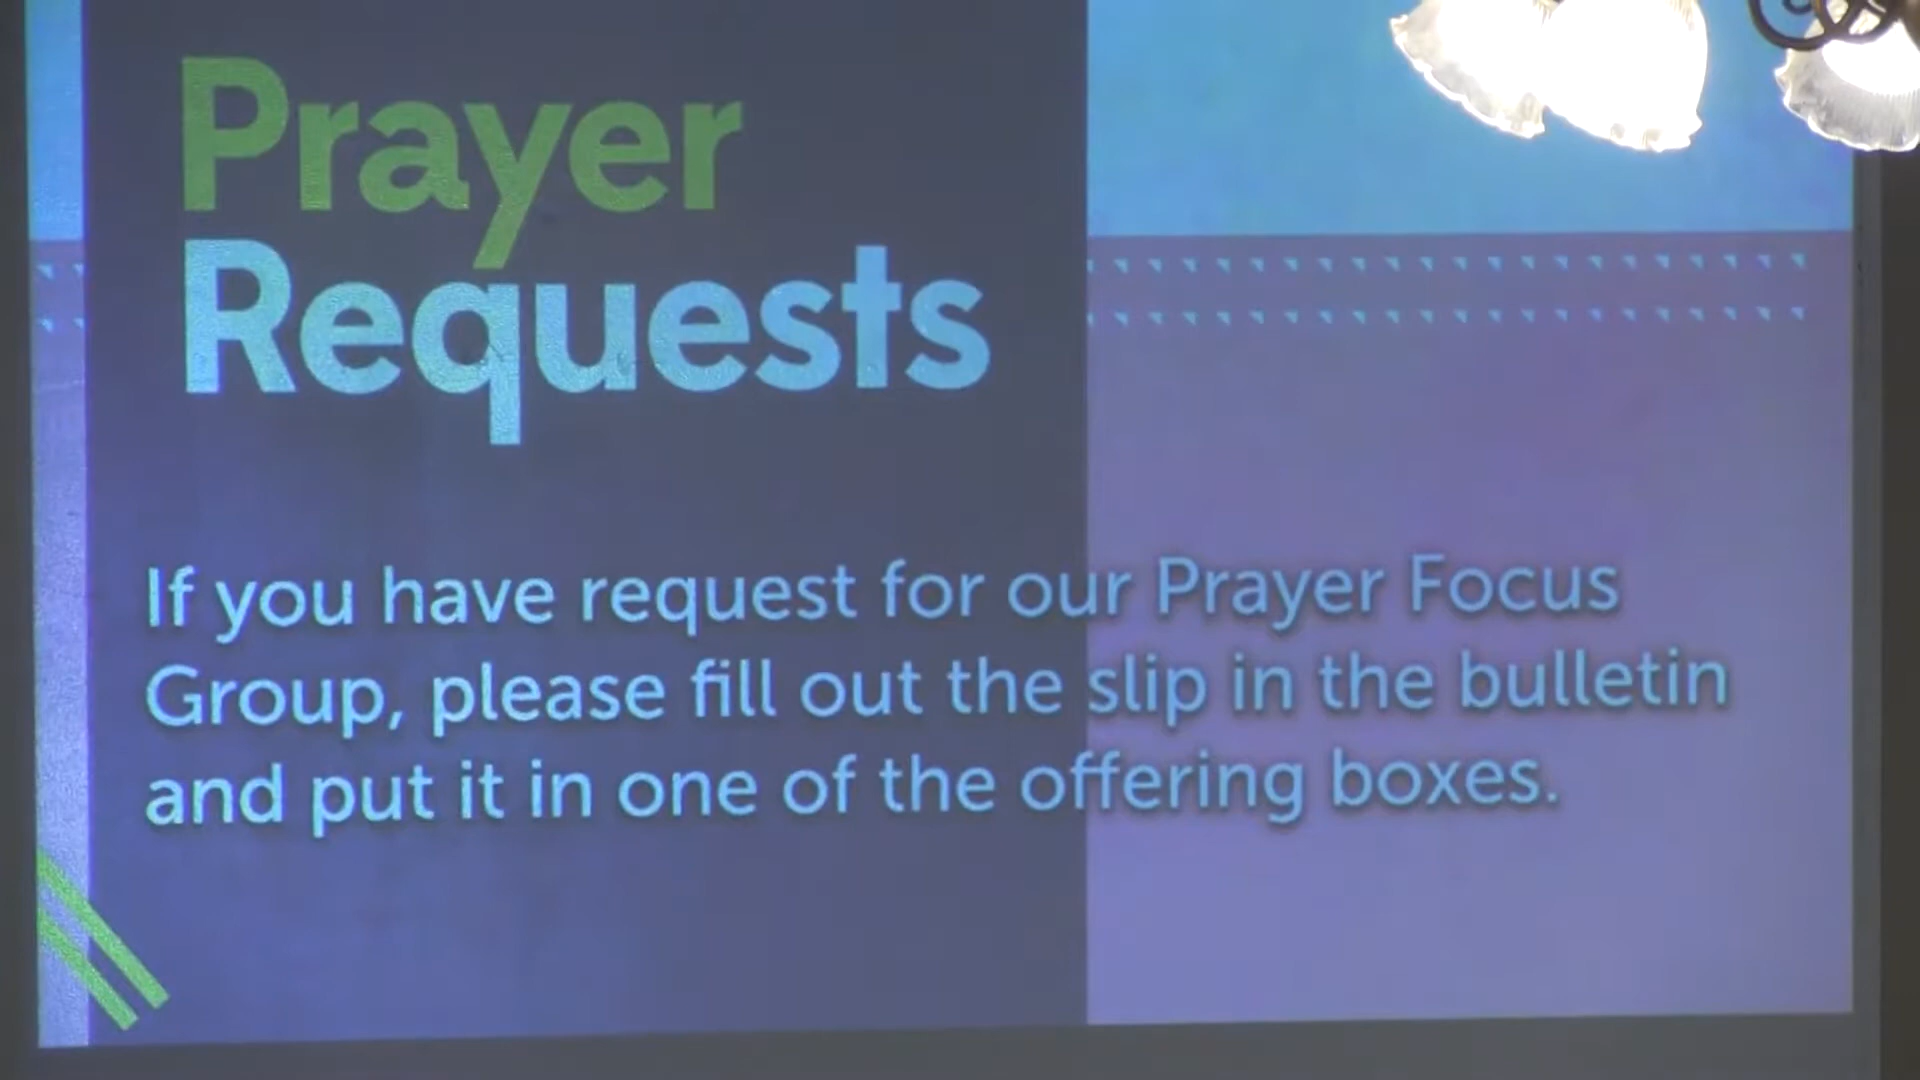 Prayer
Requests
If you have request for our Prayer Focus
Group, please fill out the slip in the bulletin
and put it in one of the offering boxes.